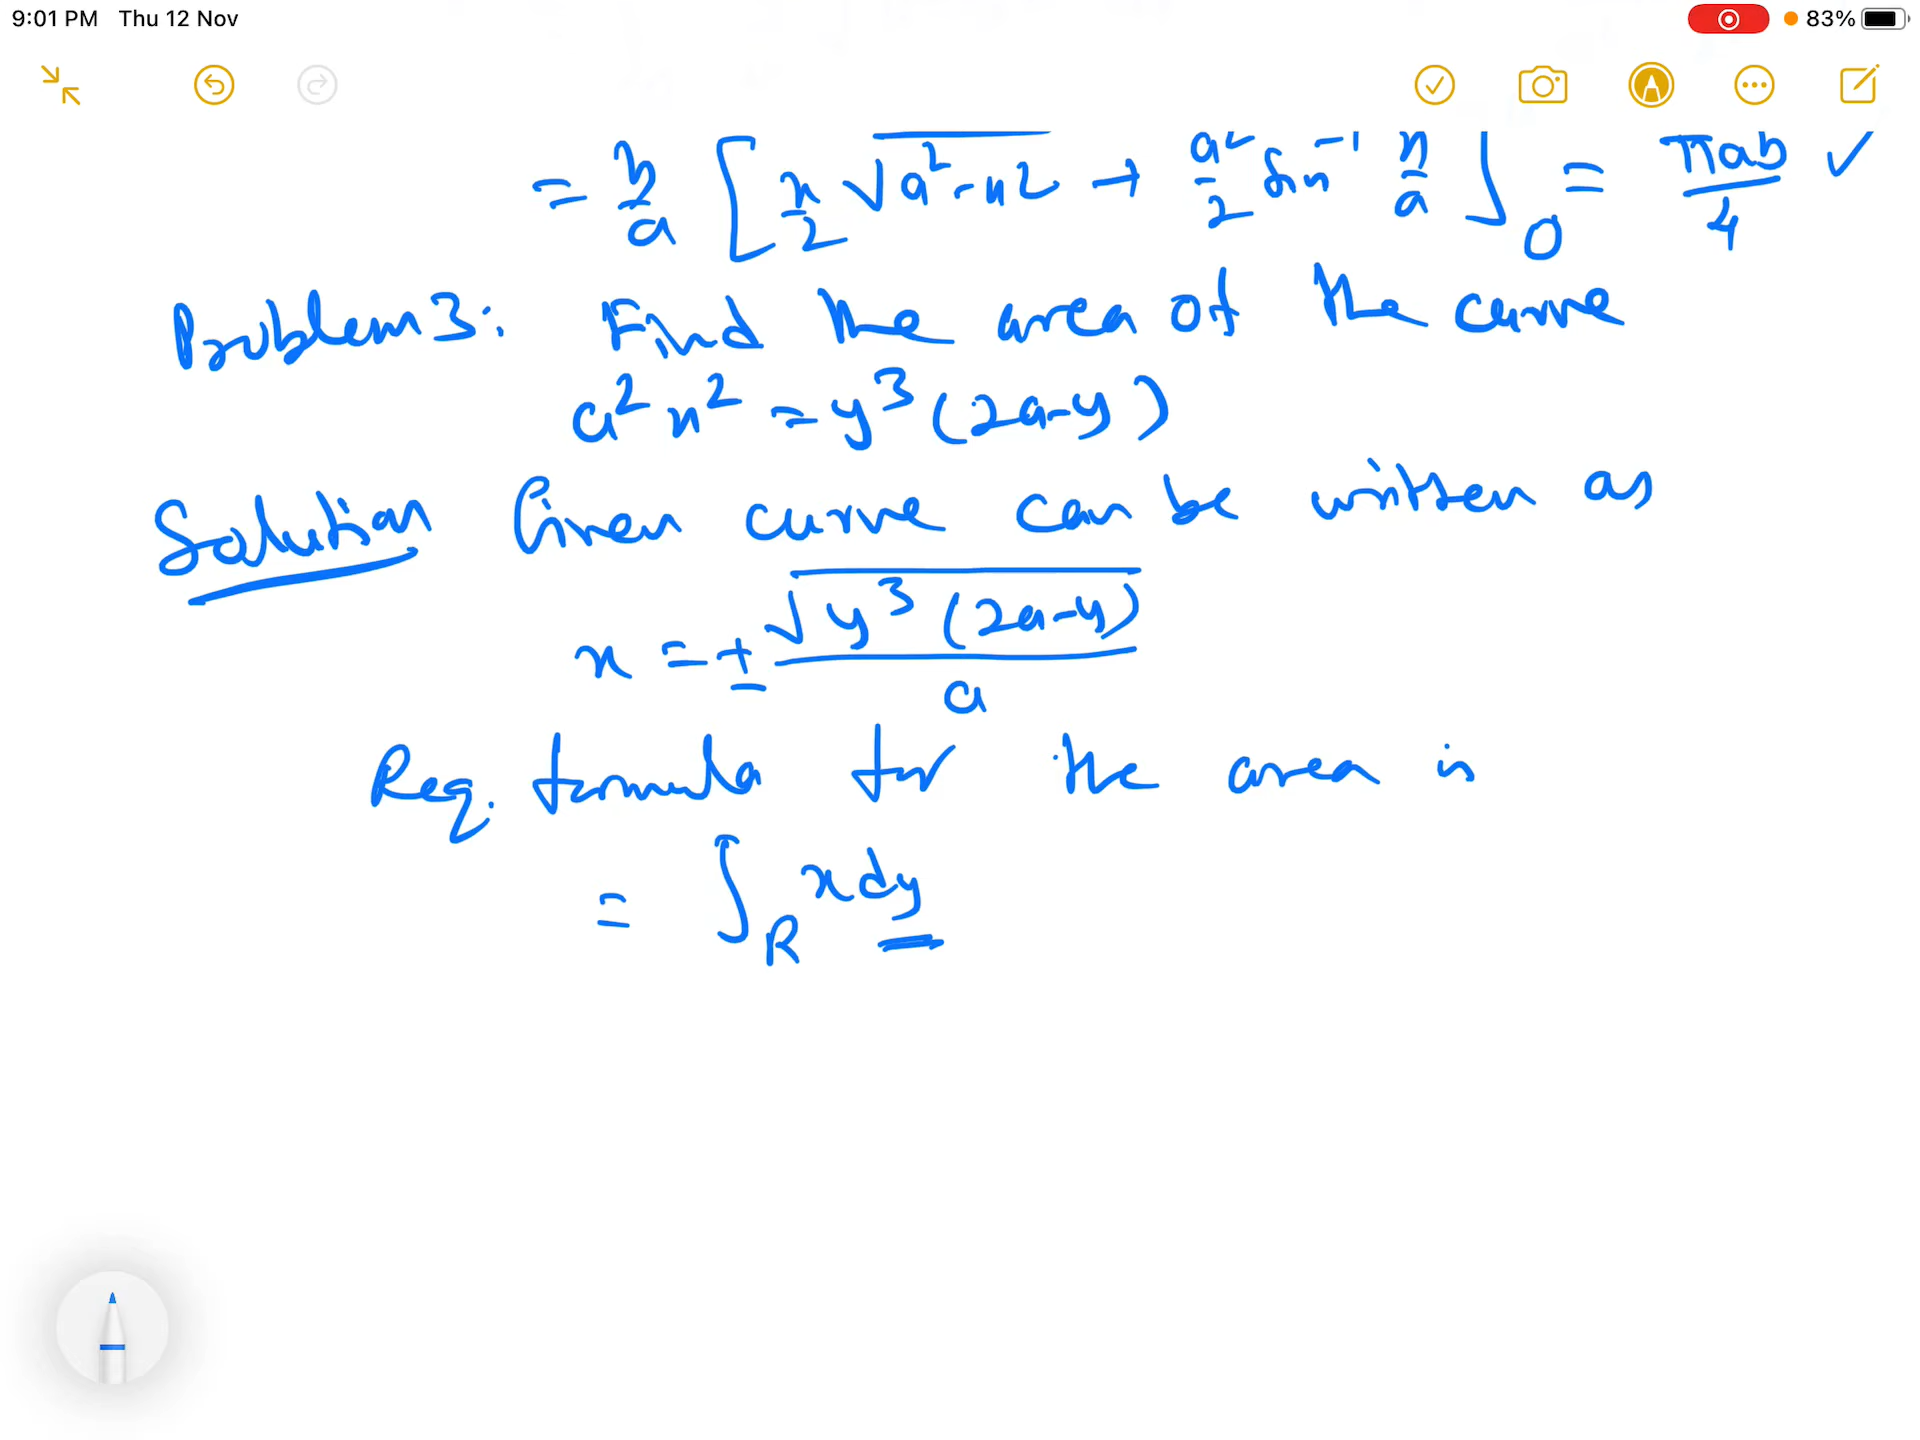 9:01 PM Thu 12 Nov 83%
= b/a [ x/2 √(a² - x2) + a²/2 sin⁻¹ x/a ]₀ = πab/4 ✓
Problem 3: Find the area of the curve
a²x² = y³(2a-y)
Solution Given curve can be written as
x = ± √(y³(2a-y)) / a
Req. formula for the area is
= ∫_R x dy